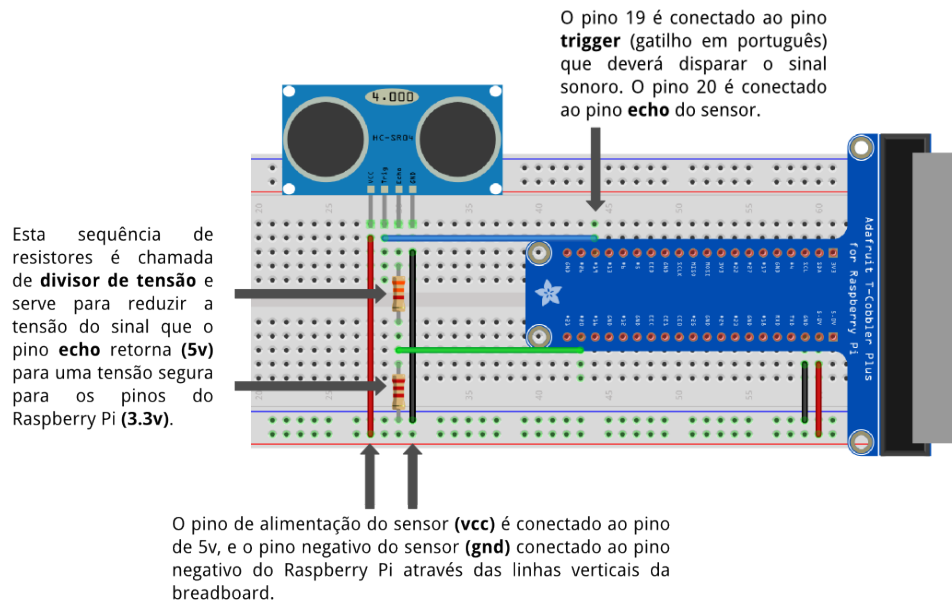 O pino 19 é conectado ao pino
trigger (gatilho em português)
que deverá disparar o sinal
sonoro. O pino 20 é conectado
ao pino echo do sensor.
4.000
HC-SR04
VCC
Trig
Echo
GND
Esta sequência de
resistores é chamada
de divisor de tensão e
serve para reduzir a
tensão do sinal que o
pino echo retorna (5v)
para uma tensão segura
para os pinos do
Raspberry Pi (3.3v).
20
35
40
45
60
Adafruit T-Cobbler Plus
for Raspberry Pi
O pino de alimentação do sensor (vcc) é conectado ao pino
de 5v, e o pino negativo do sensor (gnd) conectado ao pino
negativo do Raspberry Pi através das linhas verticais da
breadboard.